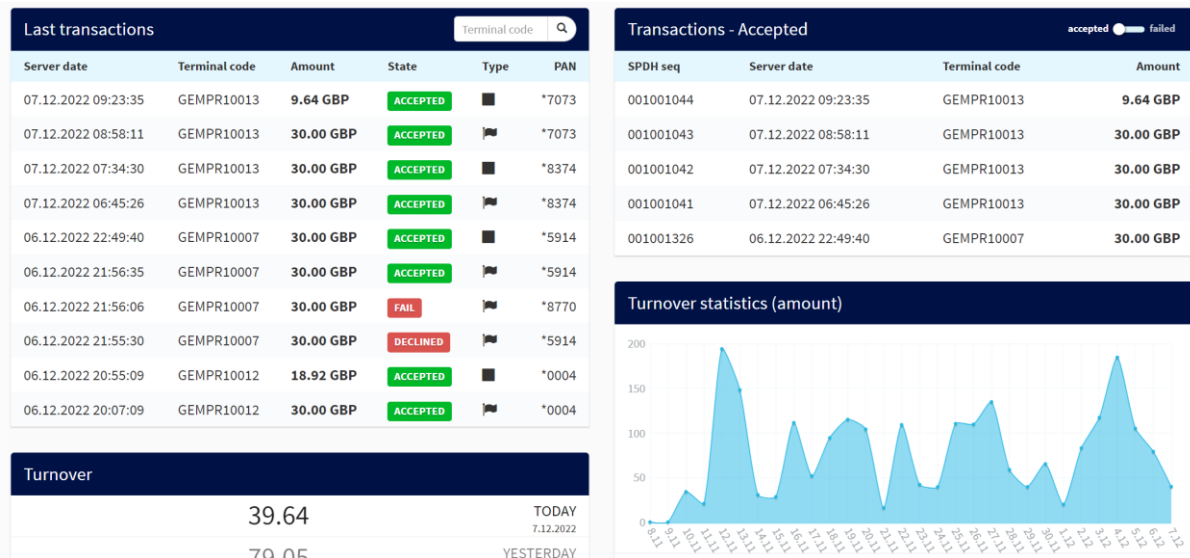 Last transactions
Terminal code
Server date Terminal code Amount State Type PAN
07.12.2022 09:23:35 GEMPR10013 9.64 GBP ACCEPTED *7073
07.12.2022 08:58:11 GEMPR10013 30.00 GBP ACCEPTED *7073
07.12.2022 07:34:30 GEMPR10013 30.00 GBP ACCEPTED *8374
07.12.2022 06:45:26 GEMPR10013 30.00 GBP ACCEPTED *8374
06.12.2022 22:49:40 GEMPR10007 30.00 GBP ACCEPTED *5914
06.12.2022 21:56:35 GEMPR10007 30.00 GBP ACCEPTED *5914
06.12.2022 21:56:06 GEMPR10007 30.00 GBP FAIL *8770
06.12.2022 21:55:30 GEMPR10007 30.00 GBP DECLINED *5914
06.12.2022 20:55:09 GEMPR10012 18.92 GBP ACCEPTED *0004
06.12.2022 20:07:09 GEMPR10012 30.00 GBP ACCEPTED *0004
Turnover
39.64 TODAY
7.12.2022
79.05 YESTERDAY
Transactions - Accepted
accepted failed
SPDH seq Server date Terminal code Amount
001001044 07.12.2022 09:23:35 GEMPR10013 9.64 GBP
001001043 07.12.2022 08:58:11 GEMPR10013 30.00 GBP
001001042 07.12.2022 07:34:30 GEMPR10013 30.00 GBP
001001041 07.12.2022 06:45:26 GEMPR10013 30.00 GBP
001001326 06.12.2022 22:49:40 GEMPR10007 30.00 GBP
Turnover statistics (amount)
200
150
100
50
0
8.11 9.11 10.11 11.11 12.11 13.11 14.11 15.11 16.11 17.11 18.11 19.11 20.11 21.11 22.11 23.11 24.11 25.11 26.11 27.11 28.11 29.11 30.11 1.12 2.12 3.12 4.12 5.12 6.12 7.12